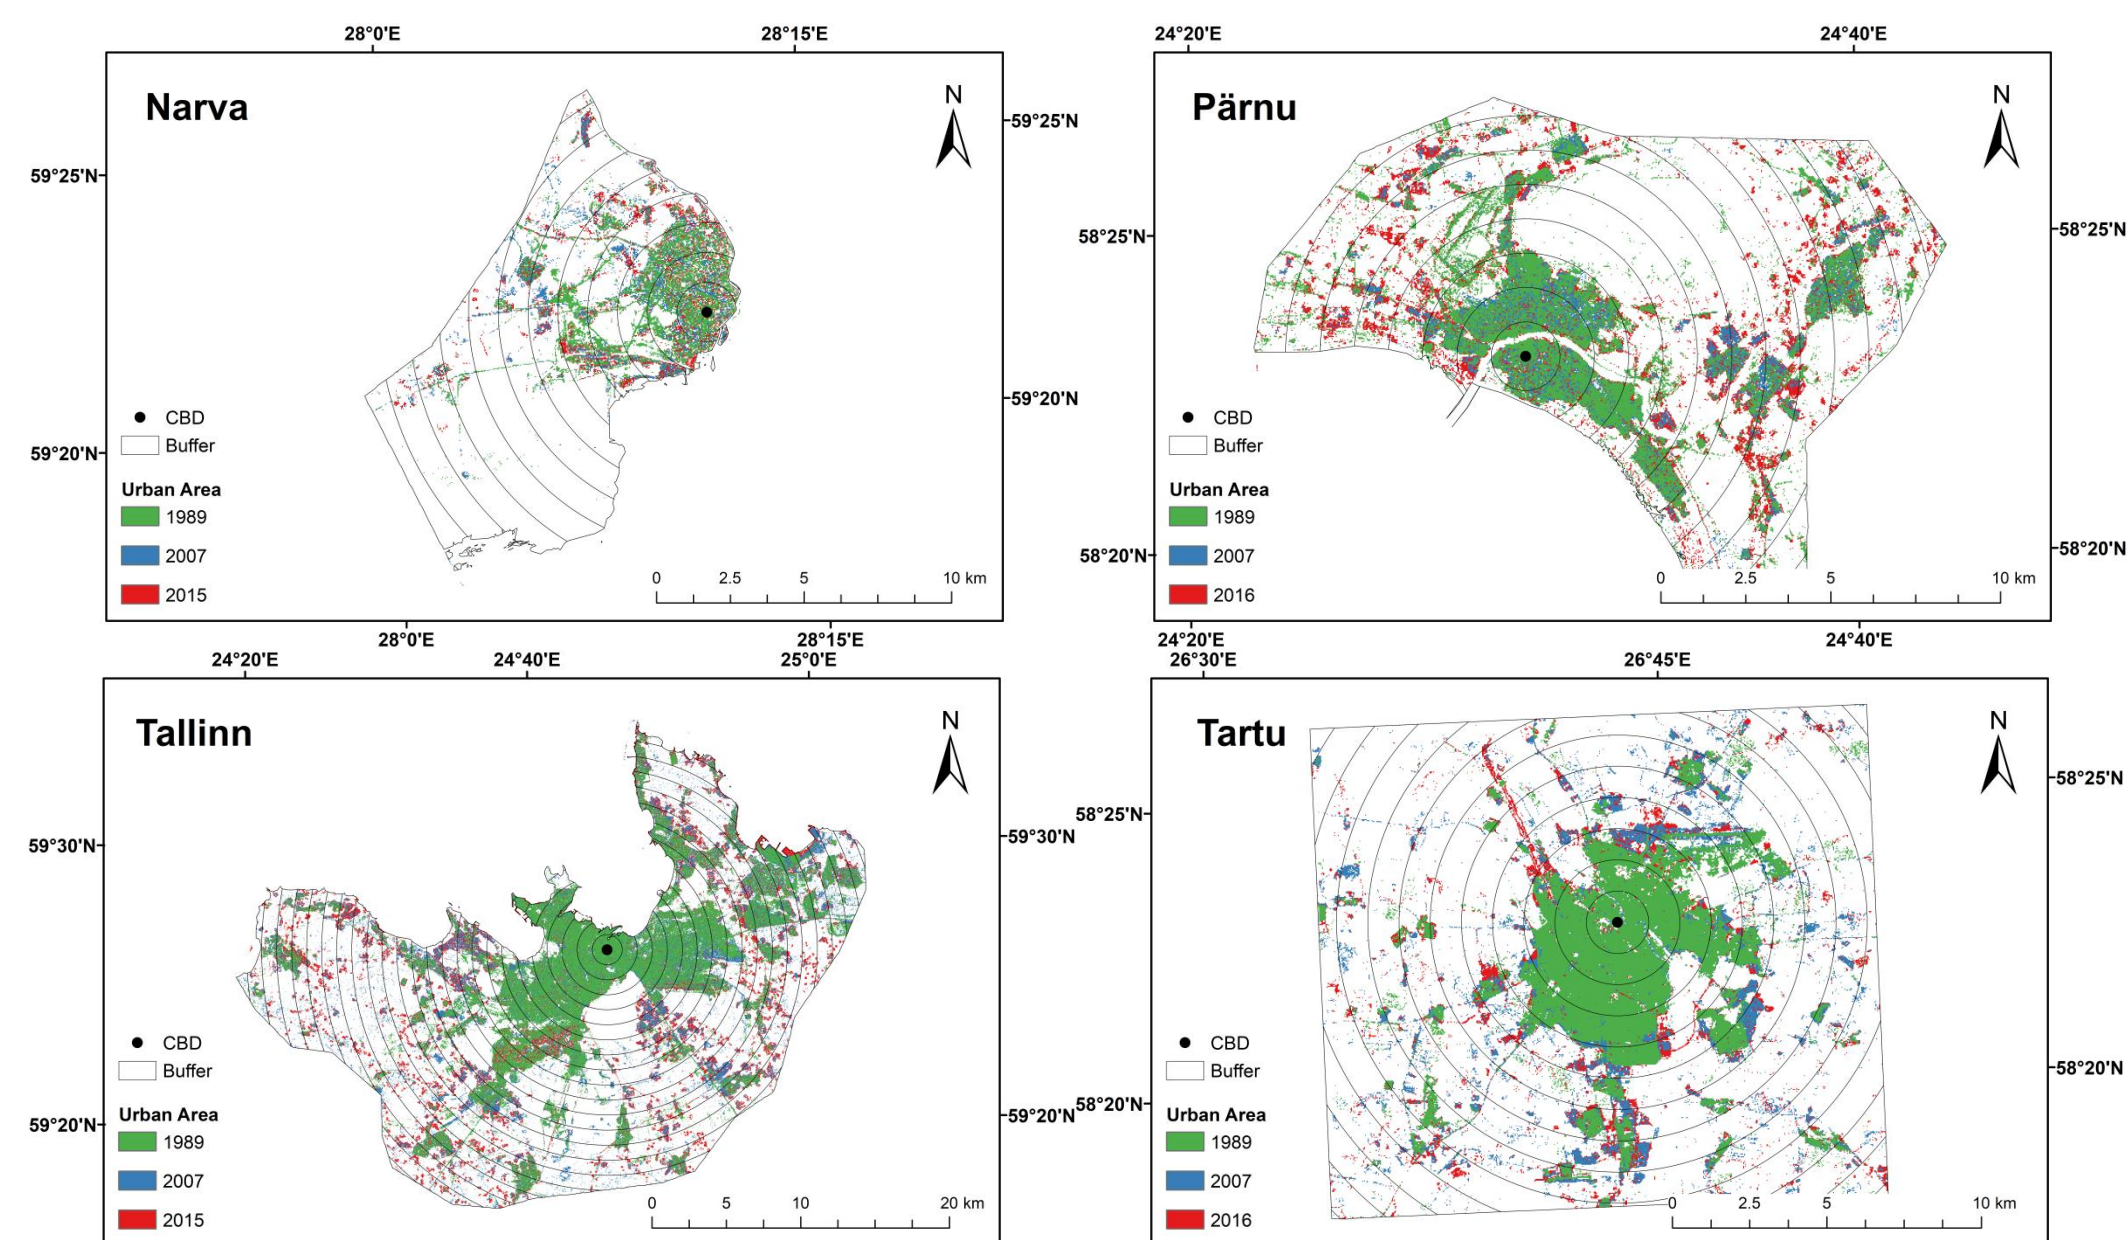 28°0'E 28°15'E
Narva
N
59°25'N
59°25'N
59°20'N
59°20'N
CBD
Buffer
Urban Area
1989
2007
2015
0 2.5 5 10 km
28°0'E 28°15'E
24°20'E 24°40'E
Pärnu
N
58°25'N
58°25'N
58°20'N
58°20'N
CBD
Buffer
Urban Area
1989
2007
2016
0 2.5 5 10 km
24°20'E 24°40'E
24°20'E 24°40'E 25°0'E
Tallinn
N
59°30'N
59°30'N
59°20'N
59°20'N
CBD
Buffer
Urban Area
1989
2007
2015
0 5 10 20 km
26°30'E 26°45'E
Tartu
N
58°25'N
58°25'N
58°20'N
58°20'N
CBD
Buffer
Urban Area
1989
2007
2016
0 2.5 5 10 km